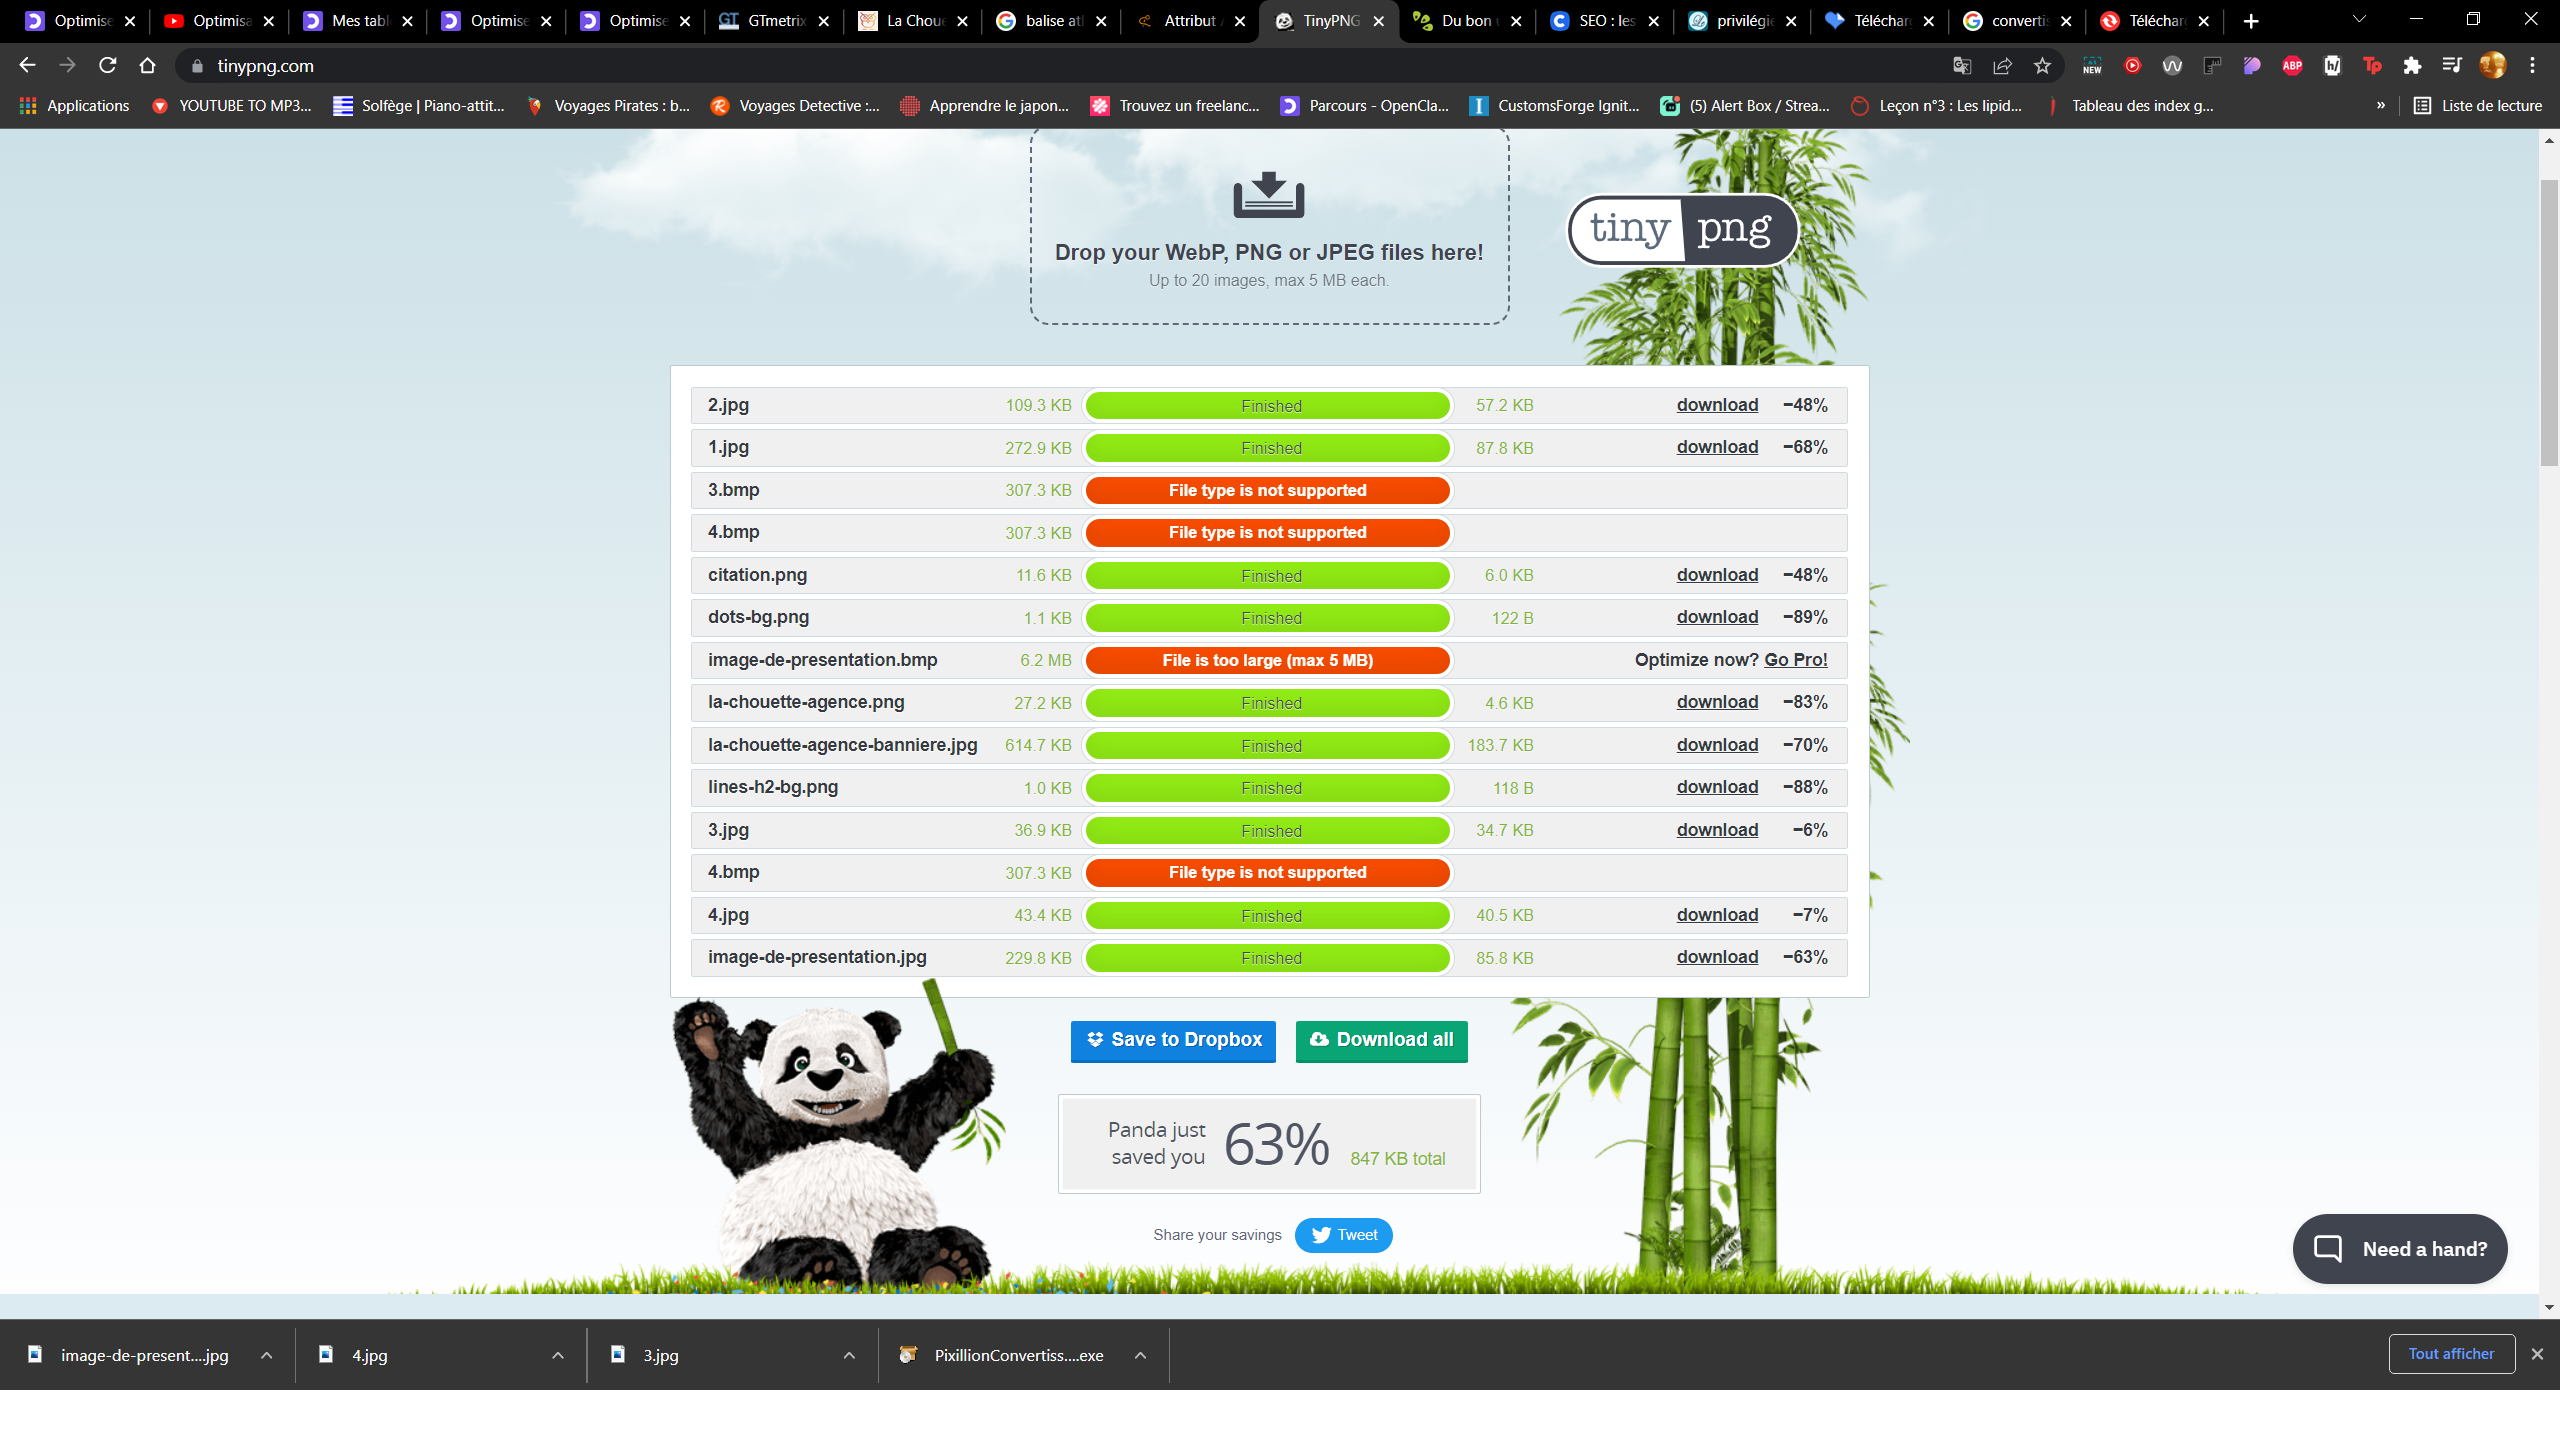 Optimise
Optimisa
Mes tabl
Optimise
Optimise
GTmetrix
La Choue
balise atl
Attribut
TinyPNG
Du bon
SEO : les
privilégie
Téléchar
convertis
Téléchar
tinypng.com
Applications
YOUTUBE TO MP3...
Solfège | Piano-attit...
Voyages Pirates : b...
Voyages Detective :...
Apprendre le japon...
Trouvez un freelanc...
Parcours - OpenCla...
CustomsForge Ignit...
(5) Alert Box / Strea...
Leçon n°3 : Les lipid...
Tableau des index g...
»
Liste de lecture
Drop your WebP, PNG or JPEG files here!
Up to 20 images, max 5 MB each.
tiny png
2.jpg 109.3 KB Finished 57.2 KB download −48%
1.jpg 272.9 KB Finished 87.8 KB download −68%
3.bmp 307.3 KB File type is not supported
4.bmp 307.3 KB File type is not supported
citation.png 11.6 KB Finished 6.0 KB download −48%
dots-bg.png 1.1 KB Finished 122 B download −89%
image-de-presentation.bmp 6.2 MB File is too large (max 5 MB) Optimize now? Go Pro!
la-chouette-agence.png 27.2 KB Finished 4.6 KB download −83%
la-chouette-agence-banniere.jpg 614.7 KB Finished 183.7 KB download −70%
lines-h2-bg.png 1.0 KB Finished 118 B download −88%
3.jpg 36.9 KB Finished 34.7 KB download −6%
4.bmp 307.3 KB File type is not supported
4.jpg 43.4 KB Finished 40.5 KB download −7%
image-de-presentation.jpg 229.8 KB Finished 85.8 KB download −63%
Save to Dropbox
Download all
Panda just
saved you
63%
847 KB total
Share your savings
Tweet
Need a hand?
image-de-present....jpg
4.jpg
3.jpg
PixillionConvertiss....exe
Tout afficher